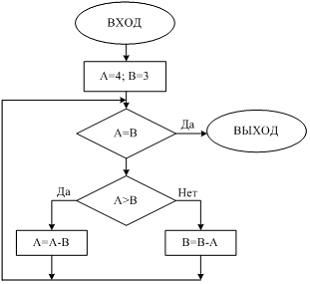 ВХОД
A=4; B=3
A=B
Да
ВЫХОД
A>B
Да
Нет
A=A-B
B=B-A